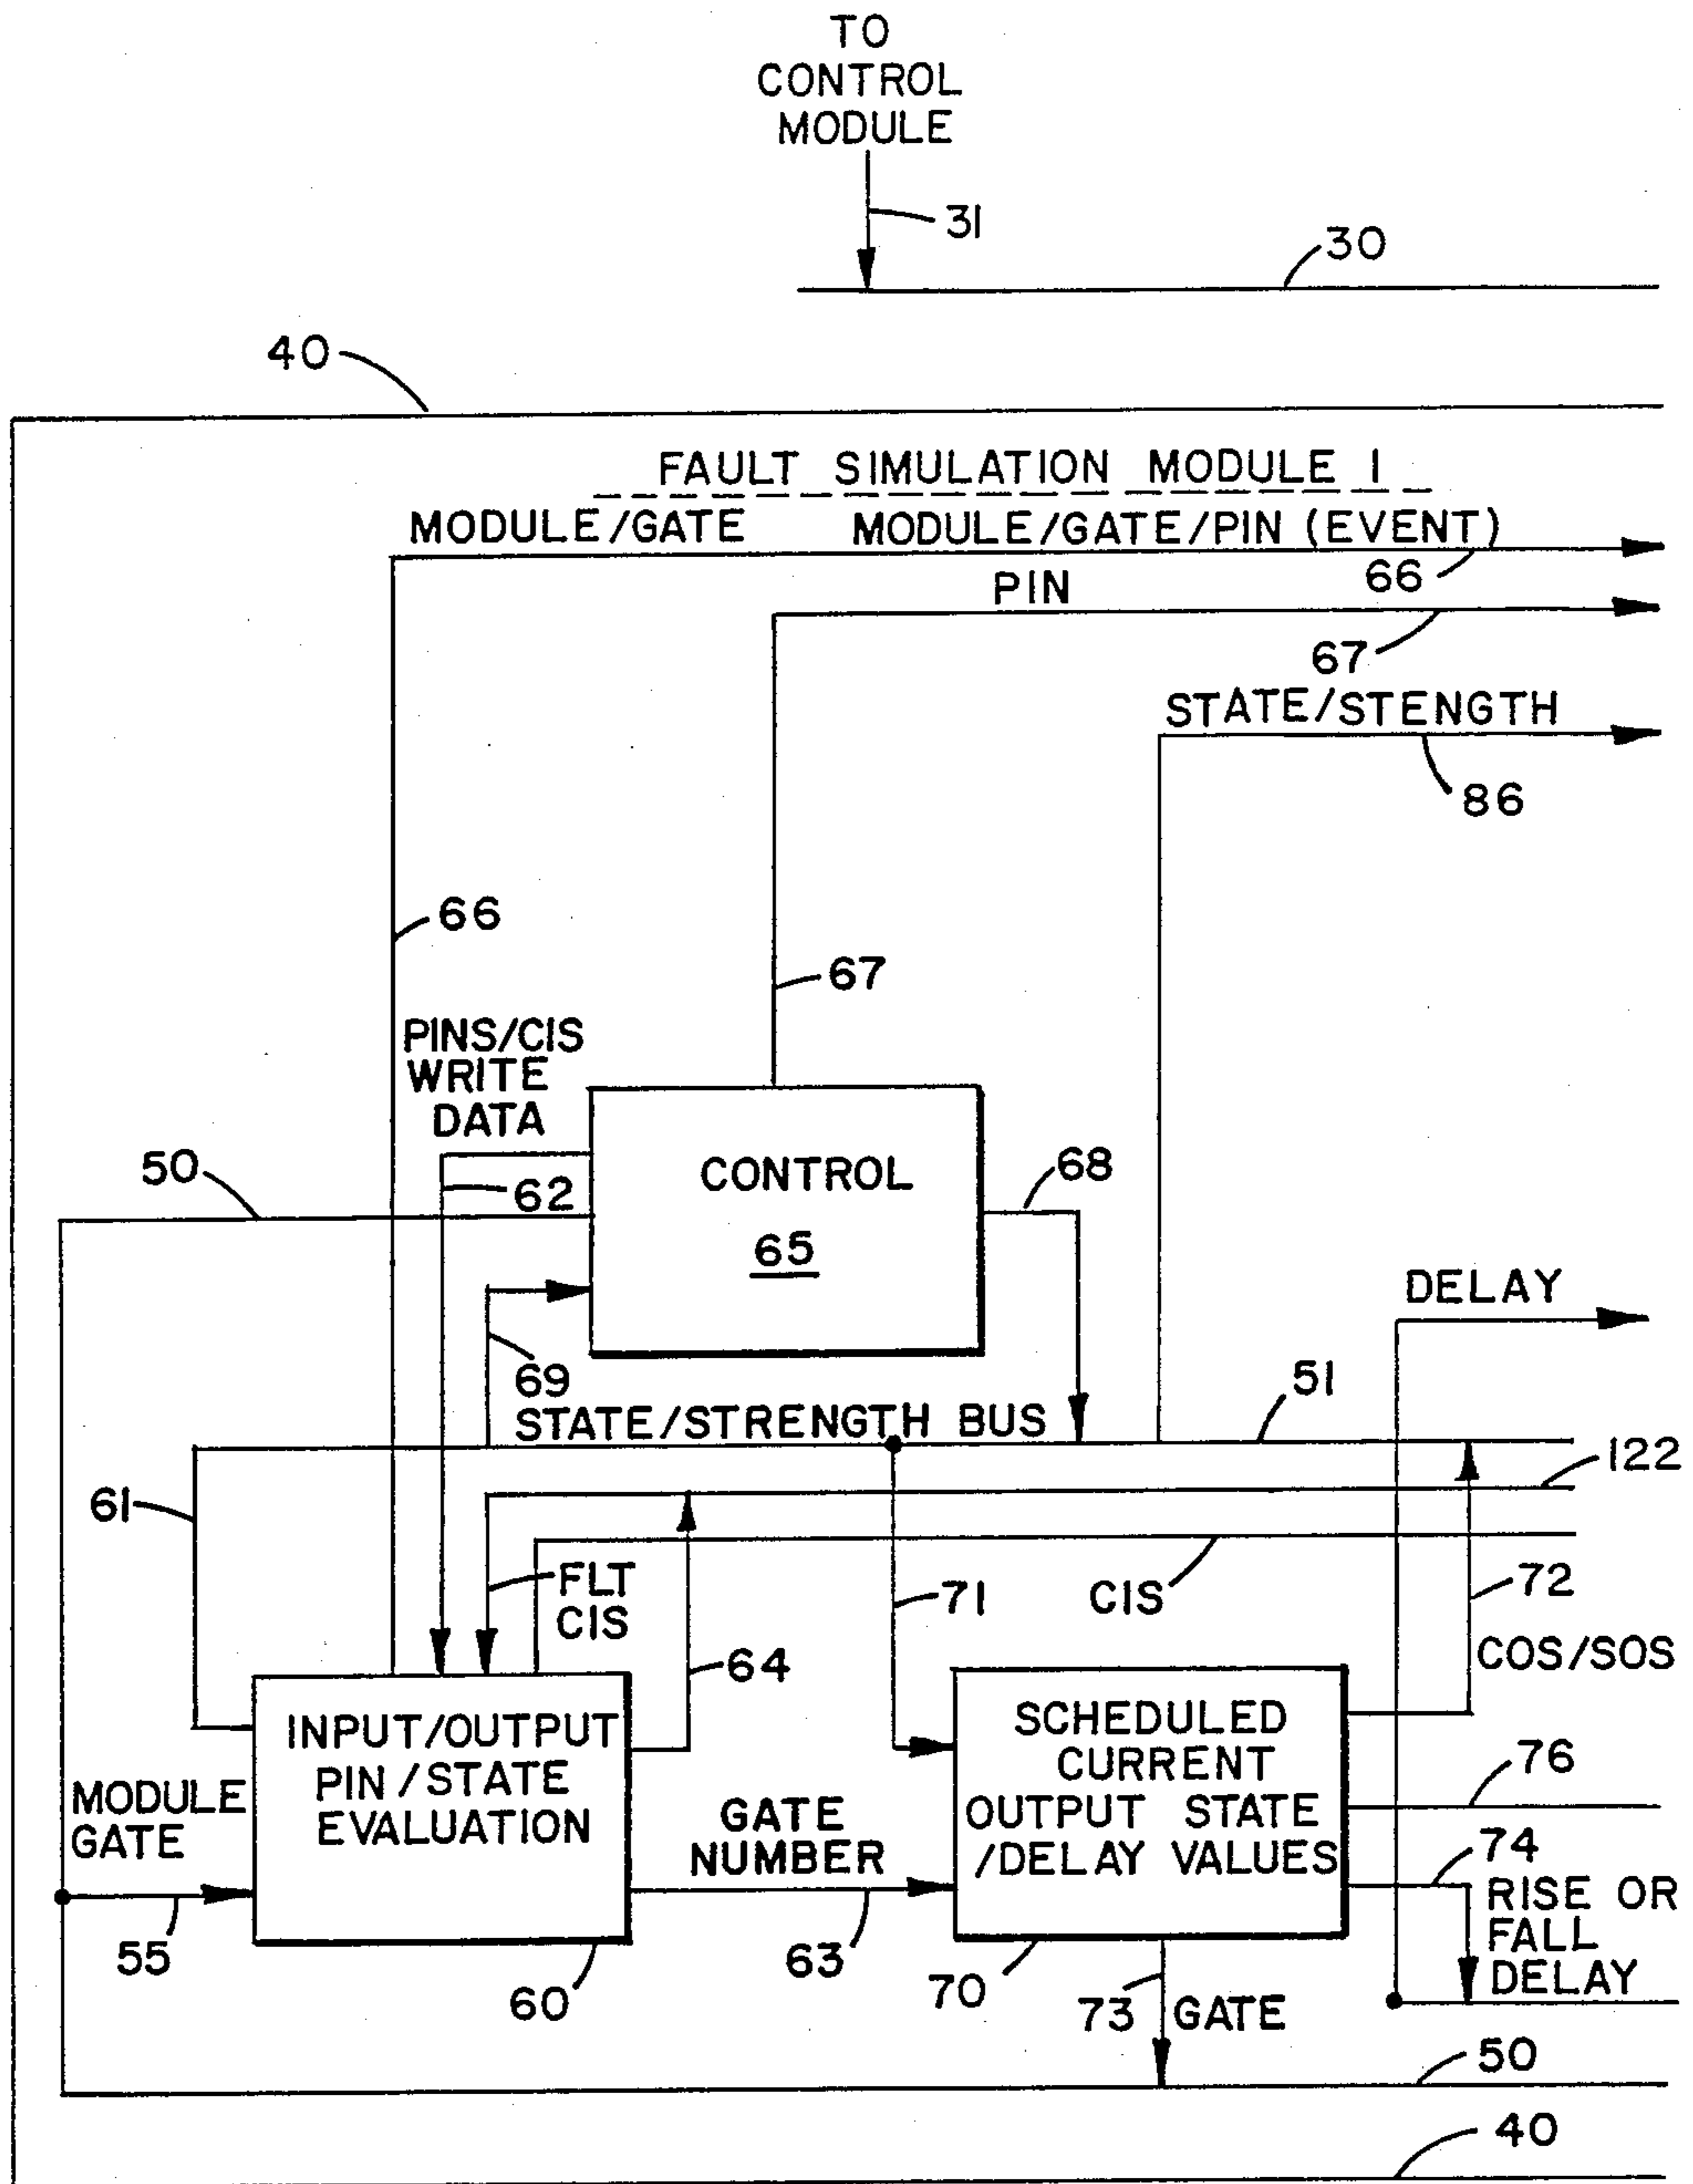 TO
CONTROL
MODULE
31
30
40
FAULT SIMULATION MODULE 1
MODULE/GATE MODULE/GATE/PIN (EVENT)
66
PIN
67
STATE/STENGTH
86
66
67
PINS/CIS
WRITE
DATA
50
62
CONTROL
65
68
DELAY
69
STATE/STRENGTH BUS
51
122
61
FLT
CIS
71
CIS
72
64
COS/SOS
INPUT/OUTPUT
PIN/STATE
EVALUATION
SCHEDULED
CURRENT
OUTPUT STATE
/DELAY VALUES
76
MODULE
GATE
GATE
NUMBER
74
RISE OR
FALL
DELAY
55
60
63
70
73
GATE
50
40